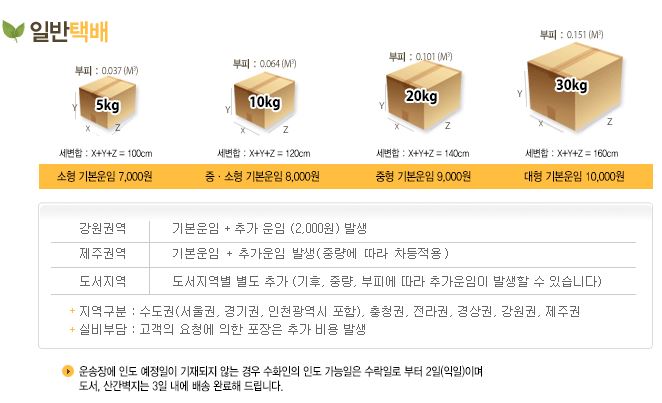 일반택배
부피 : 0.037 (M³)
부피 : 0.064 (M³)
부피 : 0.101 (M³)
부피 : 0.151 (M³)
5kg
10kg
20kg
30kg
Y X Z
Y X Z
Y X Z
Y X Z
세변합 : X+Y+Z = 100cm
세변합 : X+Y+Z = 120cm
세변합 : X+Y+Z = 140cm
세변합 : X+Y+Z = 160cm
소형 기본운임 7,000원
중 · 소형 기본운임 8,000원
중형 기본운임 9,000원
대형 기본운임 10,000원
강원권역 기본운임 + 추가 운임 (2,000원) 발생
제주권역 기본운임 + 추가운임 발생(중량에 따라 차등적용)
도서지역 도서지역별 별도 추가 (기후, 중량, 부피에 따라 추가운임이 발생할 수 있습니다)
+ 지역구분 : 수도권(서울권, 경기권, 인천광역시 포함), 충청권, 전라권, 경상권, 강원권, 제주권
+ 실비부담 : 고객의 요청에 의한 포장은 추가 비용 발생
운송장에 인도 예정일이 기재되지 않는 경우 수화인의 인도 가능일은 수락일로 부터 2일(익일)이며
도서, 산간벽지는 3일 내에 배송 완료해 드립니다.